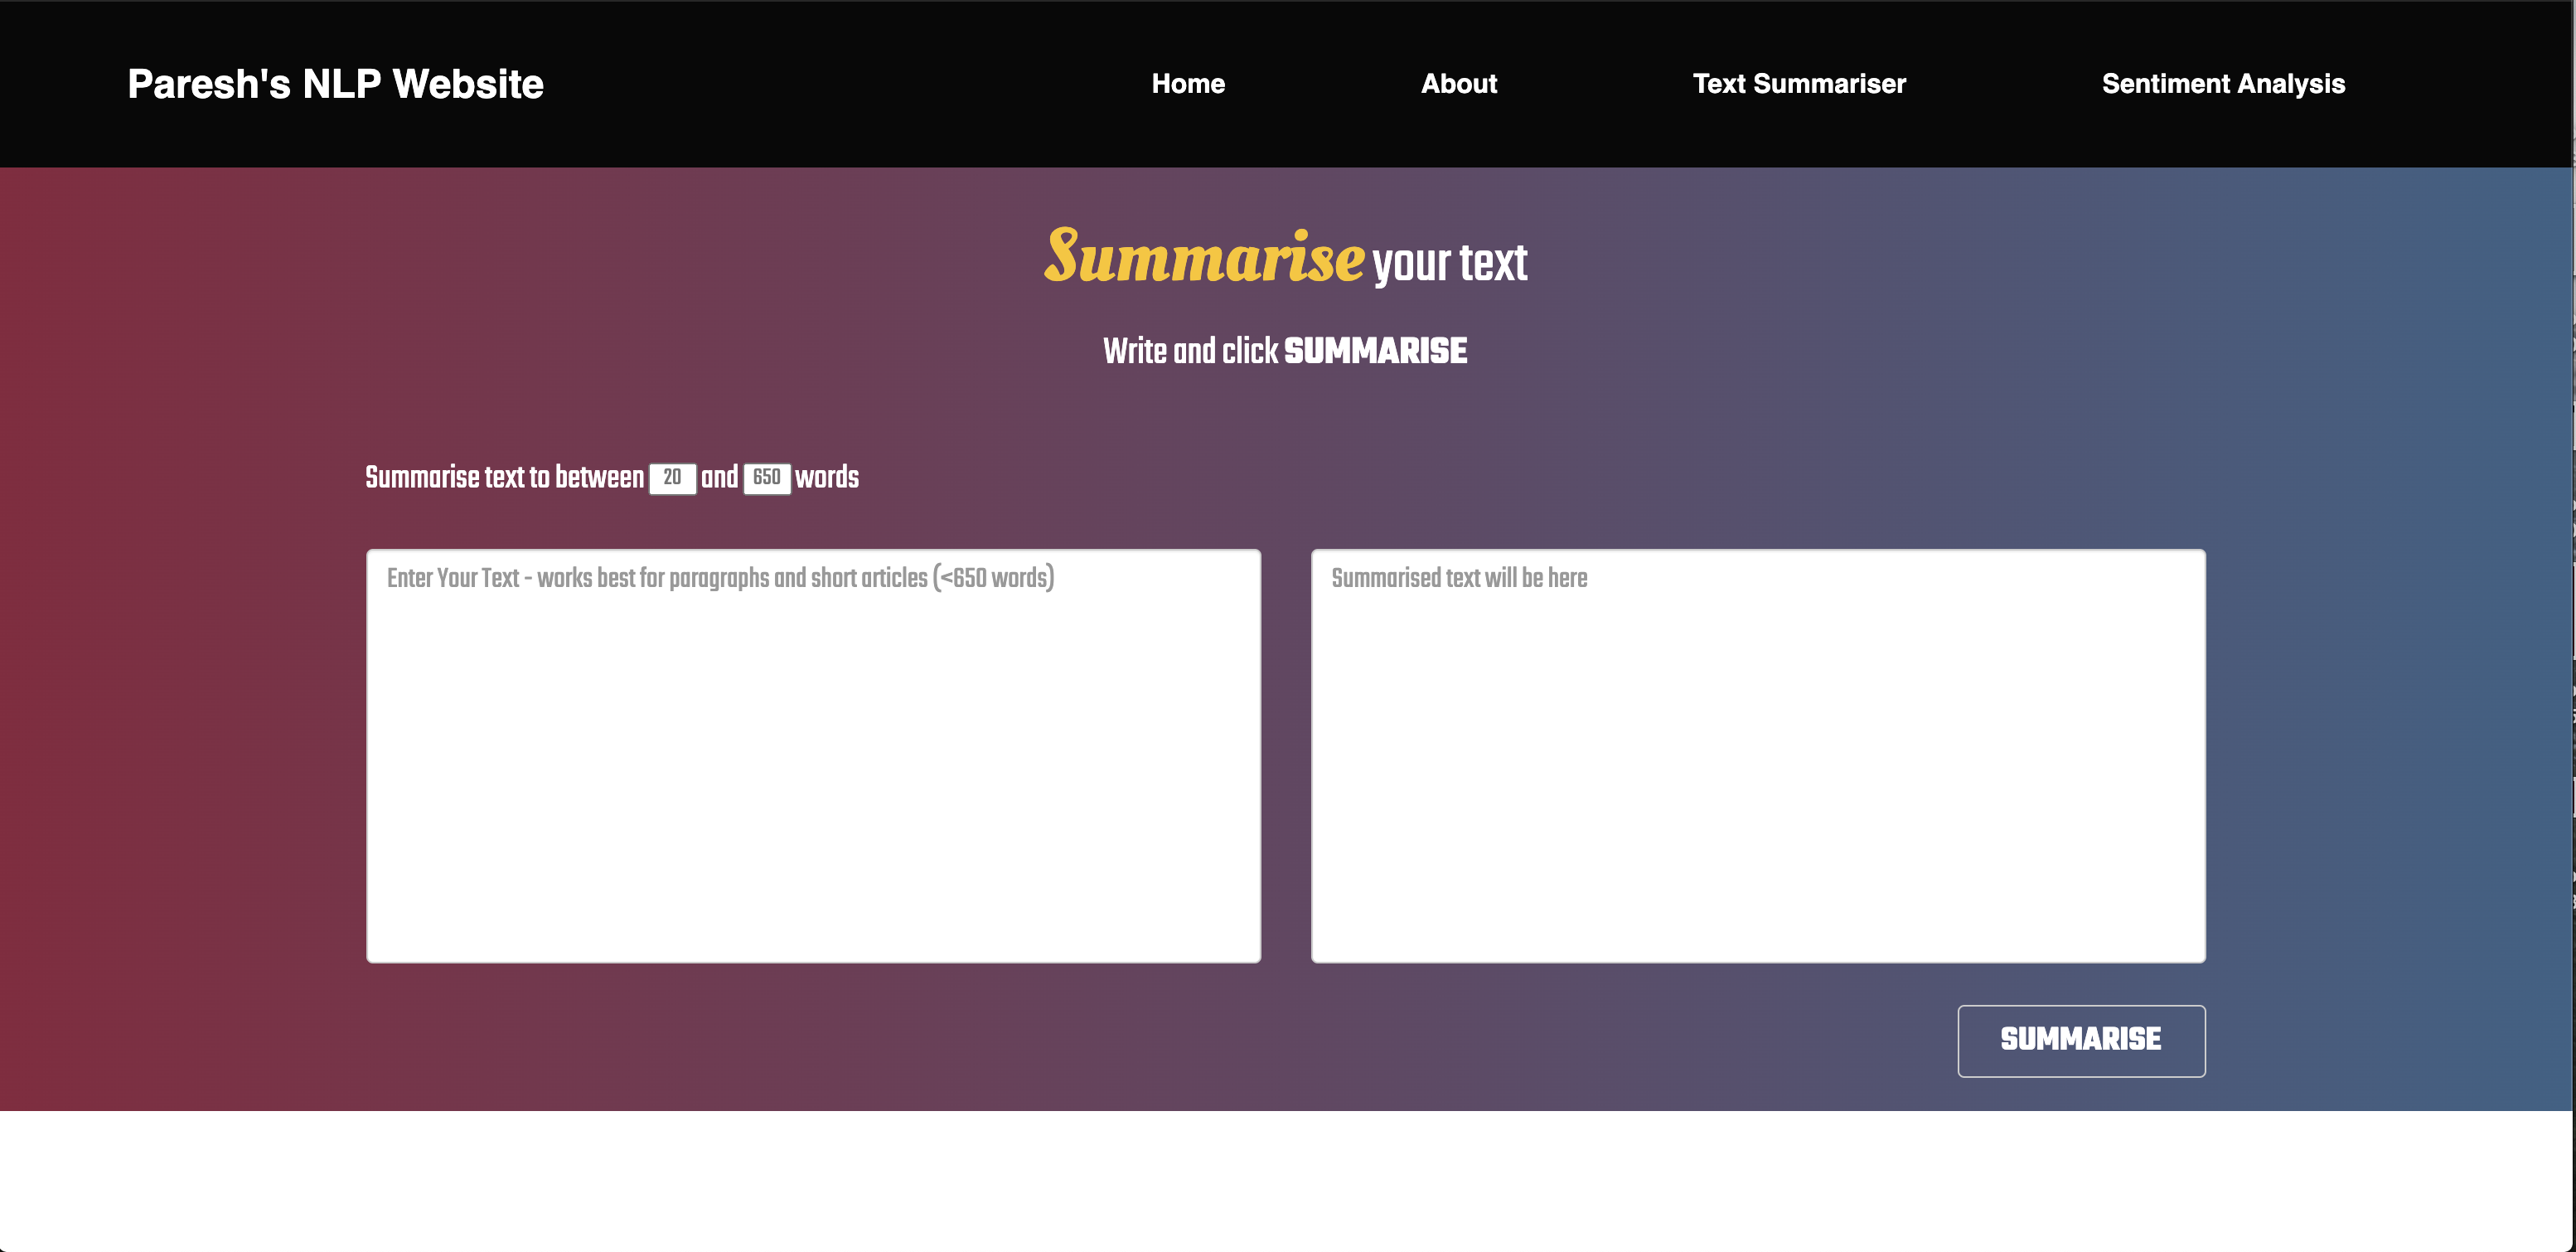 Paresh's NLP Website
Home
About
Text Summariser
Sentiment Analysis
Summarise your text
Write and click SUMMARISE
Summarise text to between 20 and 650 words
Enter Your Text - works best for paragraphs and short articles (<650 words)
Summarised text will be here
SUMMARISE